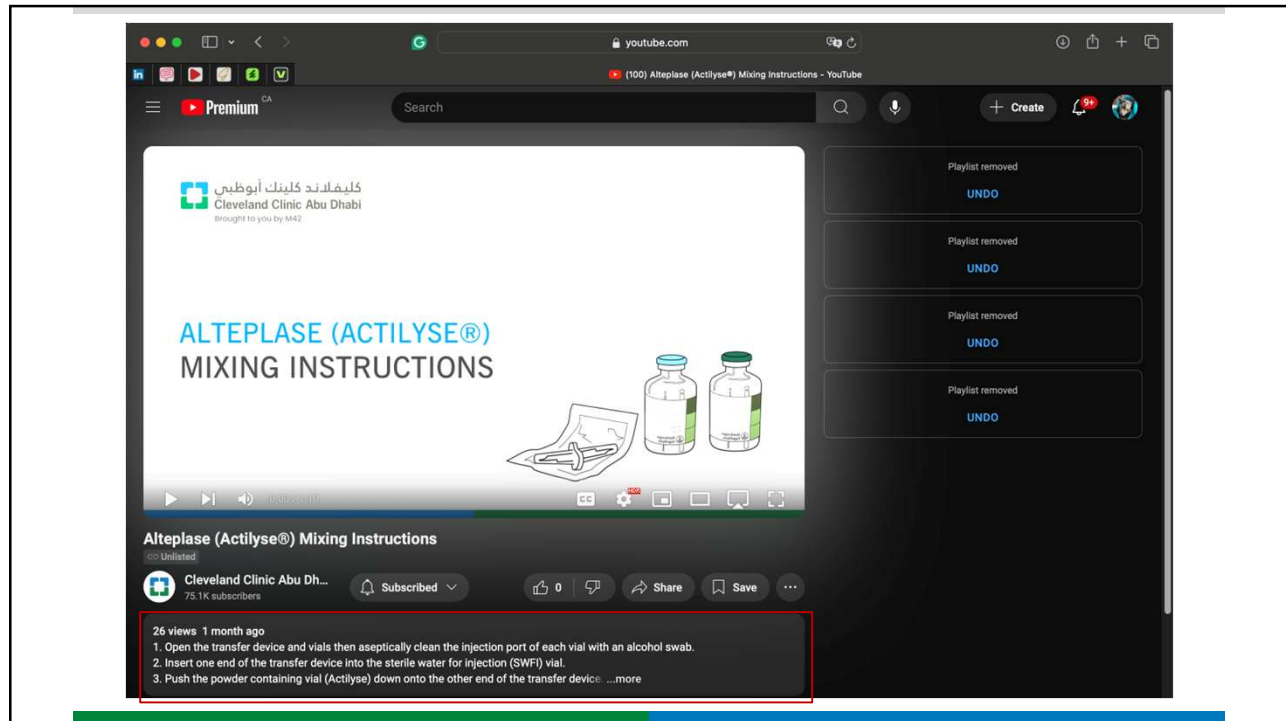 youtube.com
in
(100) Alteplase (Actilyse®) Mixing Instructions - YouTube
Premium CA
Search
Create
9+
كليفلاند كلينك أبوظبي
Cleveland Clinic Abu Dhabi
Brought to you by M42
ALTEPLASE (ACTILYSE®)
MIXING INSTRUCTIONS
CC
HDR
Playlist removed
UNDO
Playlist removed
UNDO
Playlist removed
UNDO
Playlist removed
UNDO
Alteplase (Actilyse®) Mixing Instructions
Unlisted
Cleveland Clinic Abu Dh...
75.1K subscribers
Subscribed
0
Share
Save
26 views 1 month ago
1. Open the transfer device and vials then aseptically clean the injection port of each vial with an alcohol swab.
2. Insert one end of the transfer device into the sterile water for injection (SWFI) vial.
3. Push the powder containing vial (Actilyse) down onto the other end of the transfer device. ...more